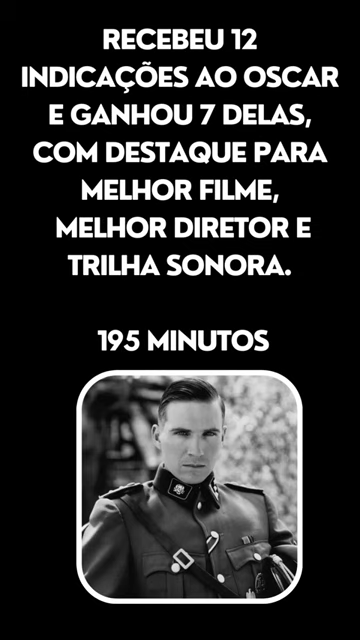 RECEBEU 12
INDICAÇÕES AO OSCAR
E GANHOU 7 DELAS,
COM DESTAQUE PARA
MELHOR FILME,
MELHOR DIRETOR E
TRILHA SONORA.
195 MINUTOS